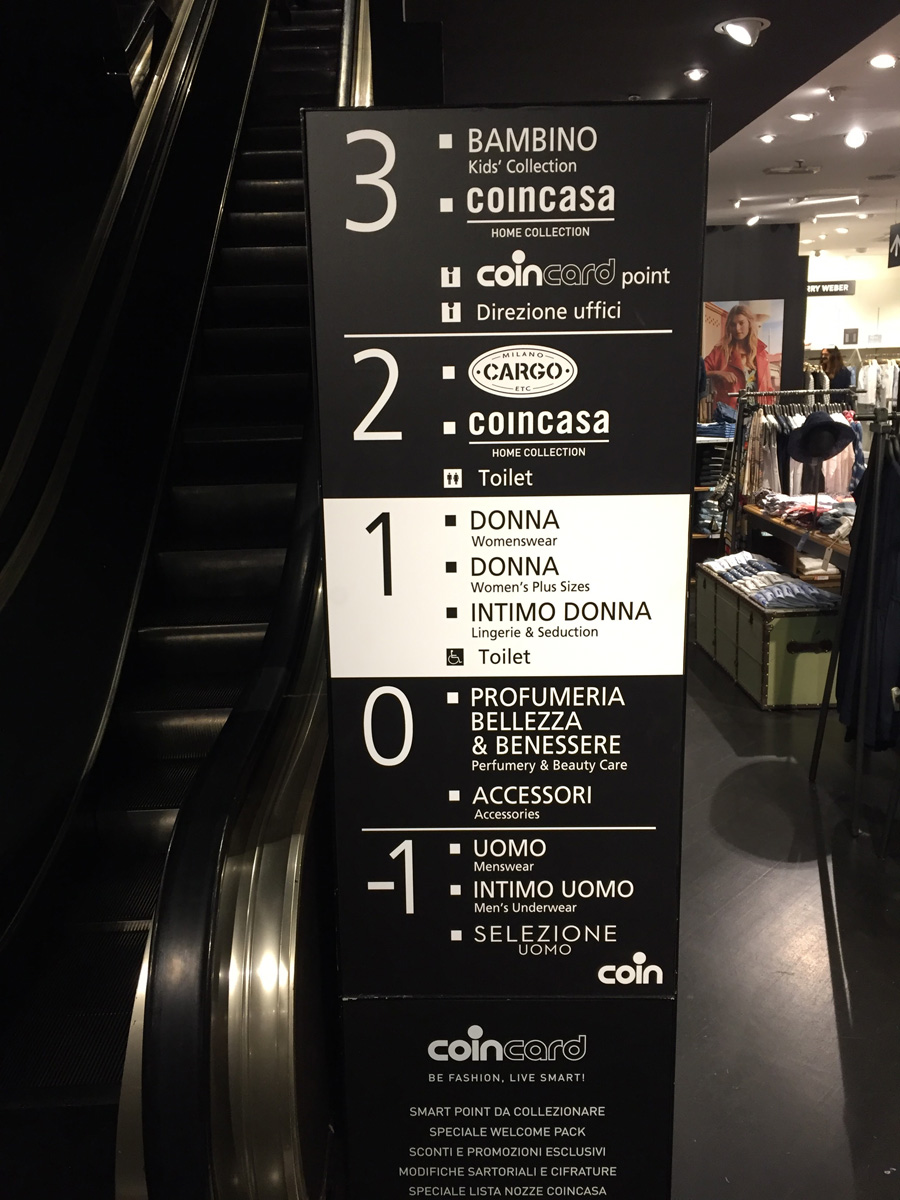 3
BAMBINO
Kids' Collection
coincasa
HOME COLLECTION
coincard point
Direzione uffici
2
MILANO
CARGO
ETC
coincasa
HOME COLLECTION
Toilet
1
DONNA
Womenswear
DONNA
Women's Plus Sizes
INTIMO DONNA
Lingerie & Seduction
Toilet
0
PROFUMERIA
BELLEZZA
& BENESSERE
Perfumery & Beauty Care
ACCESSORI
Accessories
-1
UOMO
Menswear
INTIMO UOMO
Men's Underwear
SELEZIONE
UOMO
coin
coincard
BE FASHION, LIVE SMART!
SMART POINT DA COLLEZIONARE
SPECIALE WELCOME PACK
SCONTI E PROMOZIONI ESCLUSIVI
MODIFICHE SARTORIALI E CIFRATURE
SPECIALE LISTA NOZZE COINCASA
RRY WEBER